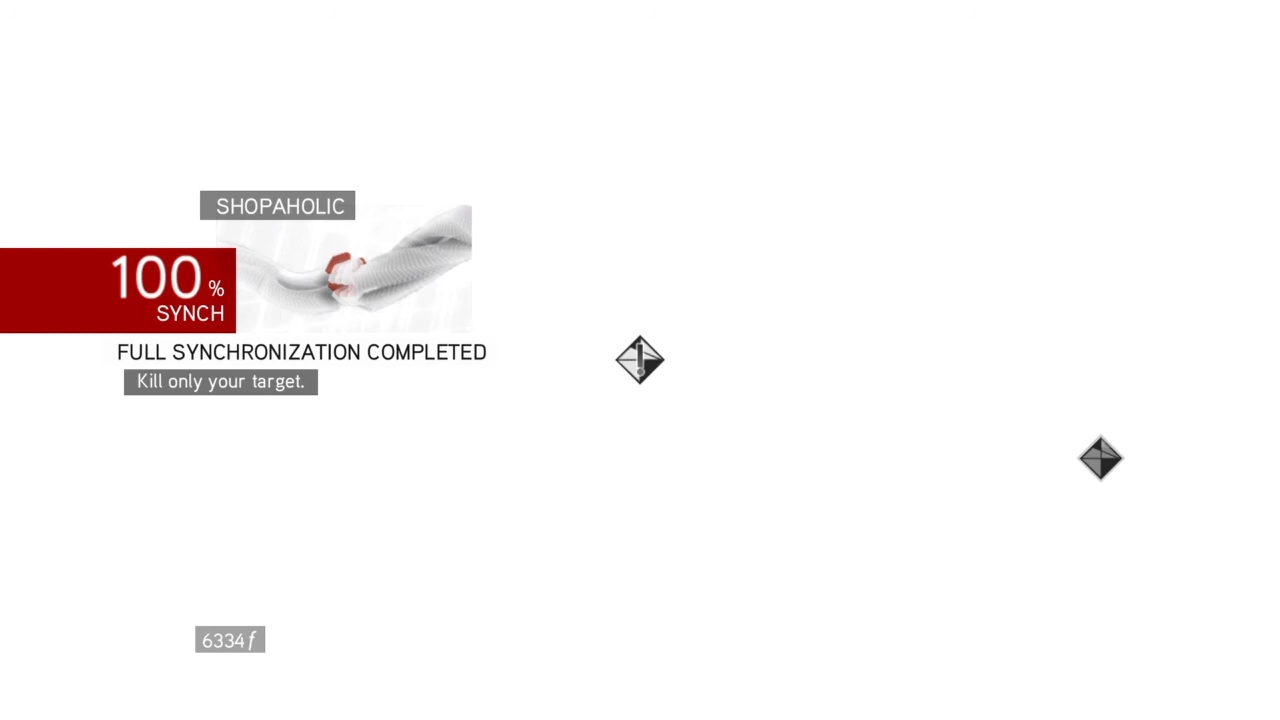 SHOPAHOLIC
100 %
SYNCH
FULL SYNCHRONIZATION COMPLETED
Kill only your target.
6334ƒ